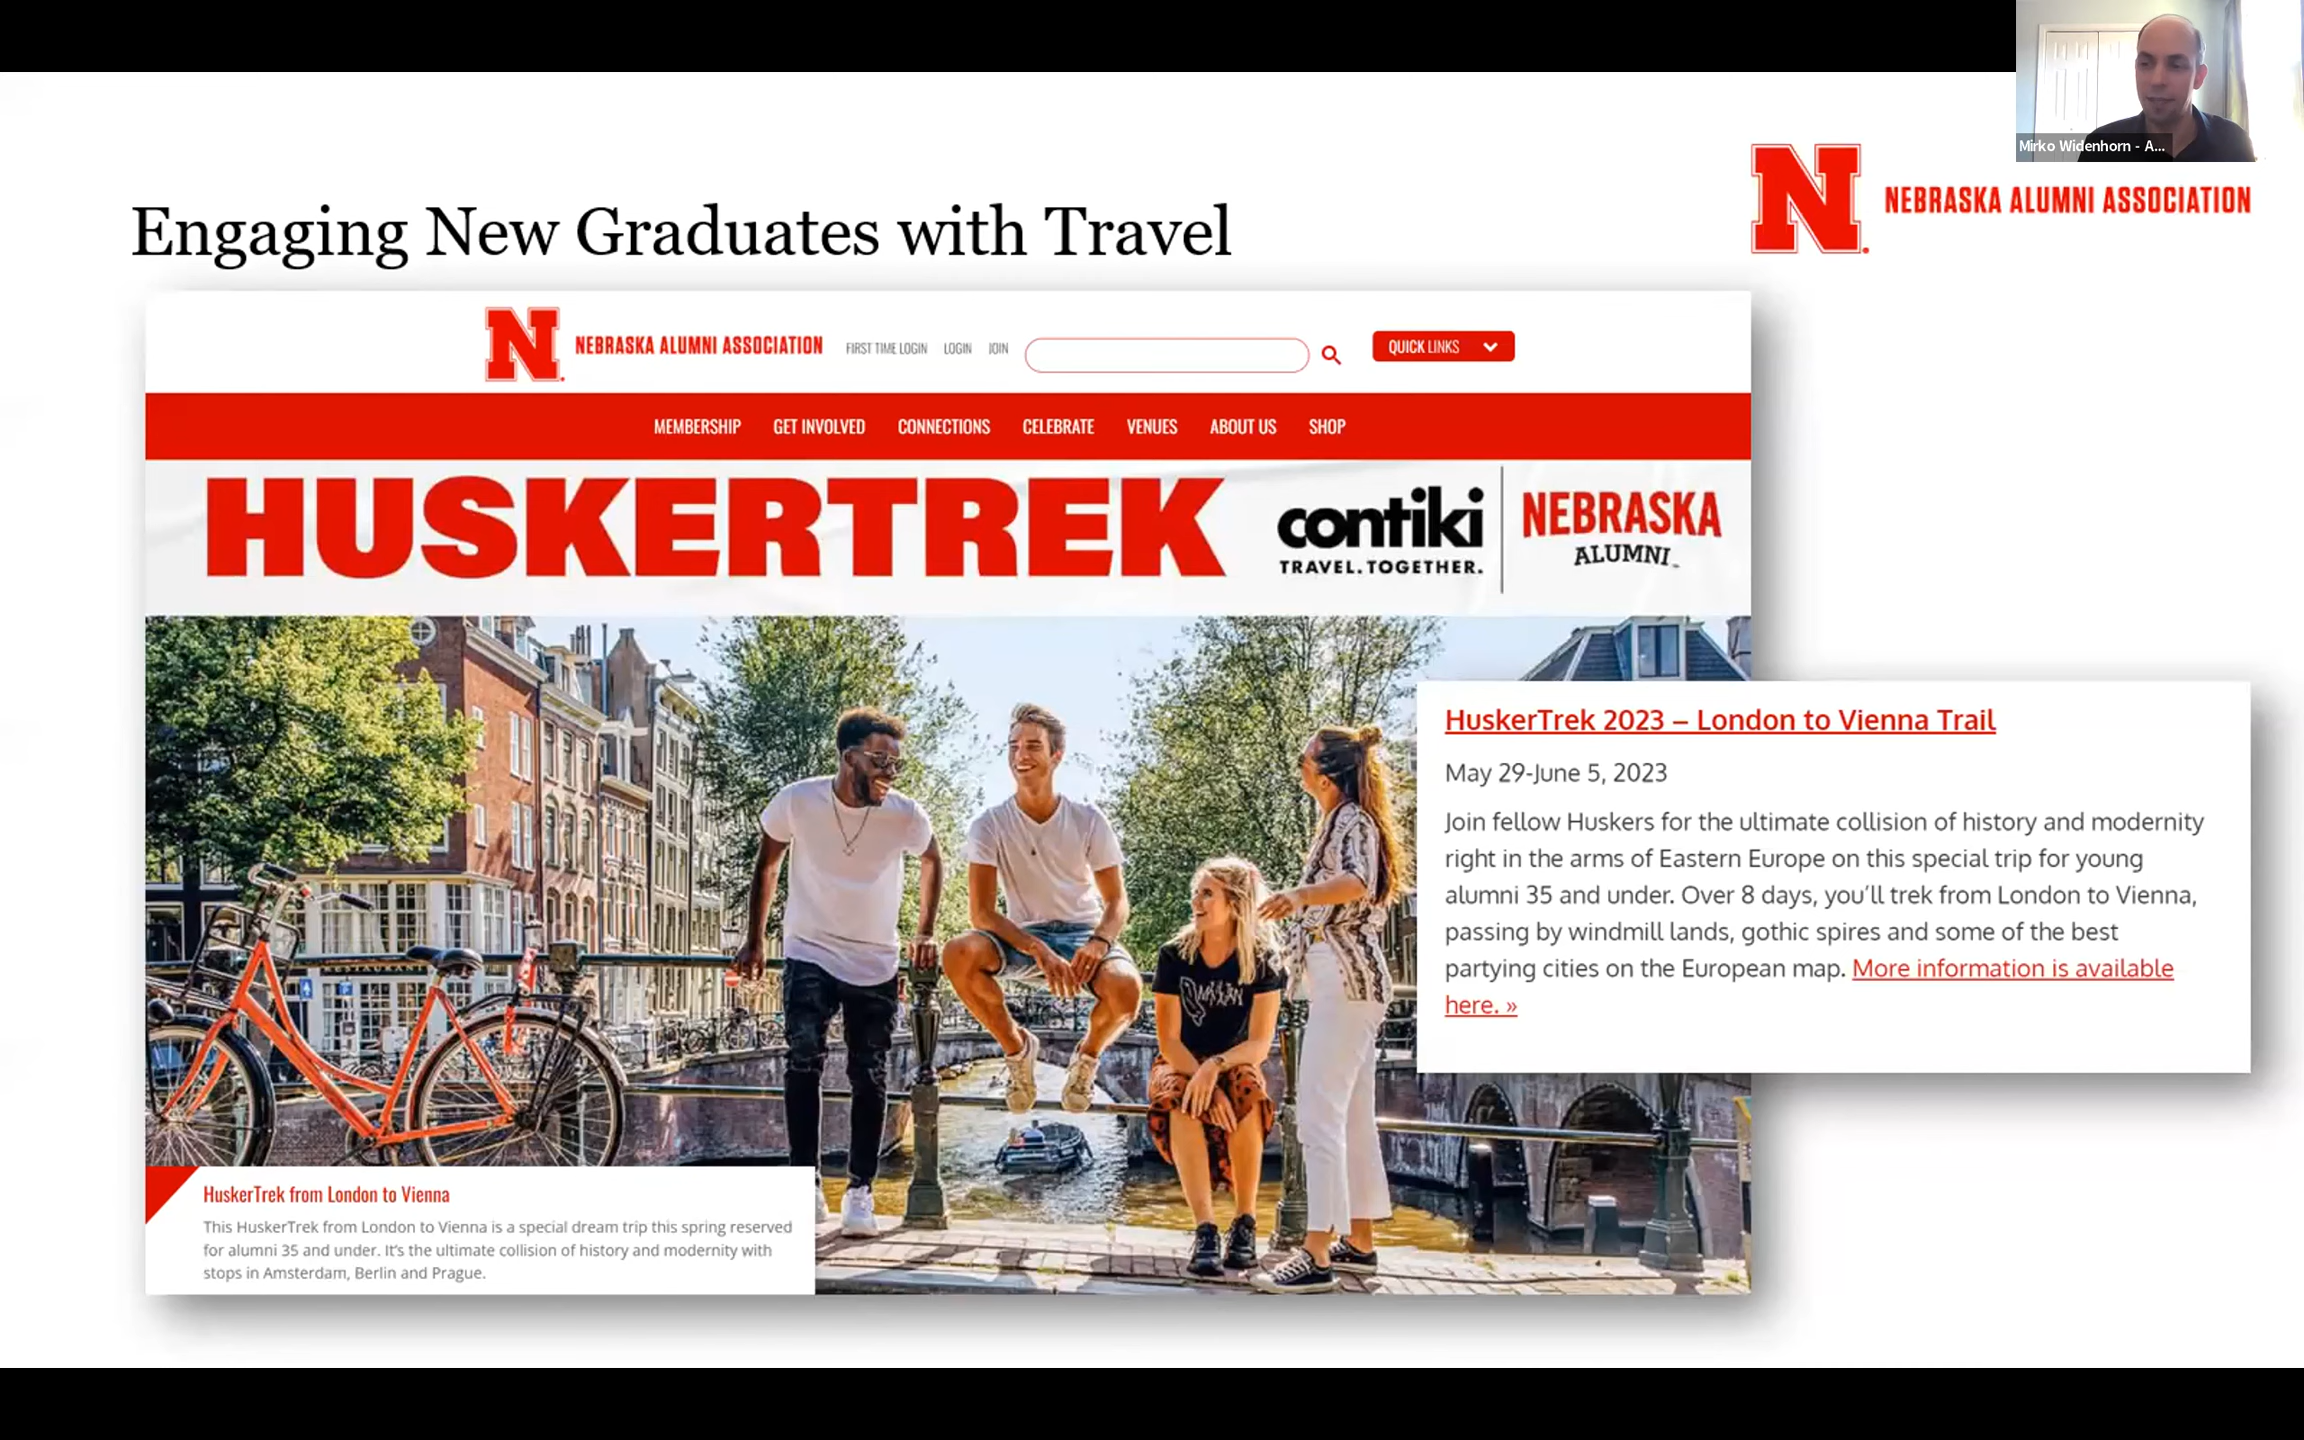 Mirko Widenhorn - A...
N
NEBRASKA ALUMNI ASSOCIATION
Engaging New Graduates with Travel
N
NEBRASKA ALUMNI ASSOCIATION
FIRST TIME LOGIN
LOGIN
JOIN
QUICK LINKS
MEMBERSHIP
GET INVOLVED
CONNECTIONS
CELEBRATE
VENUES
ABOUT US
SHOP
HUSKERTREK
contiki
TRAVEL. TOGETHER.
NEBRASKA
ALUMNI
RESTAURANT
HuskerTrek 2023 – London to Vienna Trail
May 29-June 5, 2023
Join fellow Huskers for the ultimate collision of history and modernity
right in the arms of Eastern Europe on this special trip for young
alumni 35 and under. Over 8 days, you’ll trek from London to Vienna,
passing by windmill lands, gothic spires and some of the best
partying cities on the European map. More information is available
here. »
HuskerTrek from London to Vienna
This HuskerTrek from London to Vienna is a special dream trip this spring reserved
for alumni 35 and under. It’s the ultimate collision of history and modernity with
stops in Amsterdam, Berlin and Prague.